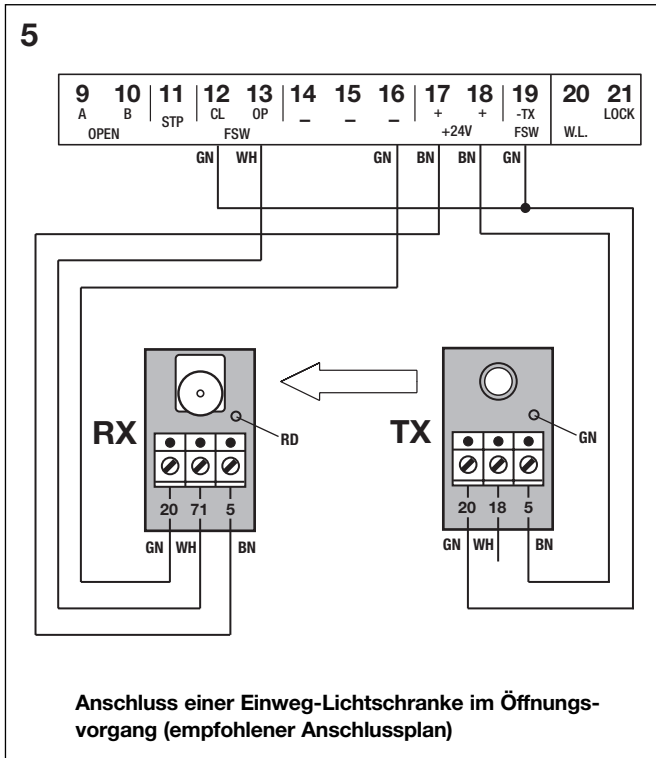 5
9 10 11 12 13 14 15 16 17 18 19 20 21
A B STP CL OP – – – + + -TX LOCK
OPEN FSW +24V FSW W.L.
GN WH GN BN BN GN
RX RD TX GN
20 71 5 20 18 5
GN WH BN GN WH BN
Anschluss einer Einweg-Lichtschranke im Öffnungs-
vorgang (empfohlener Anschlussplan)